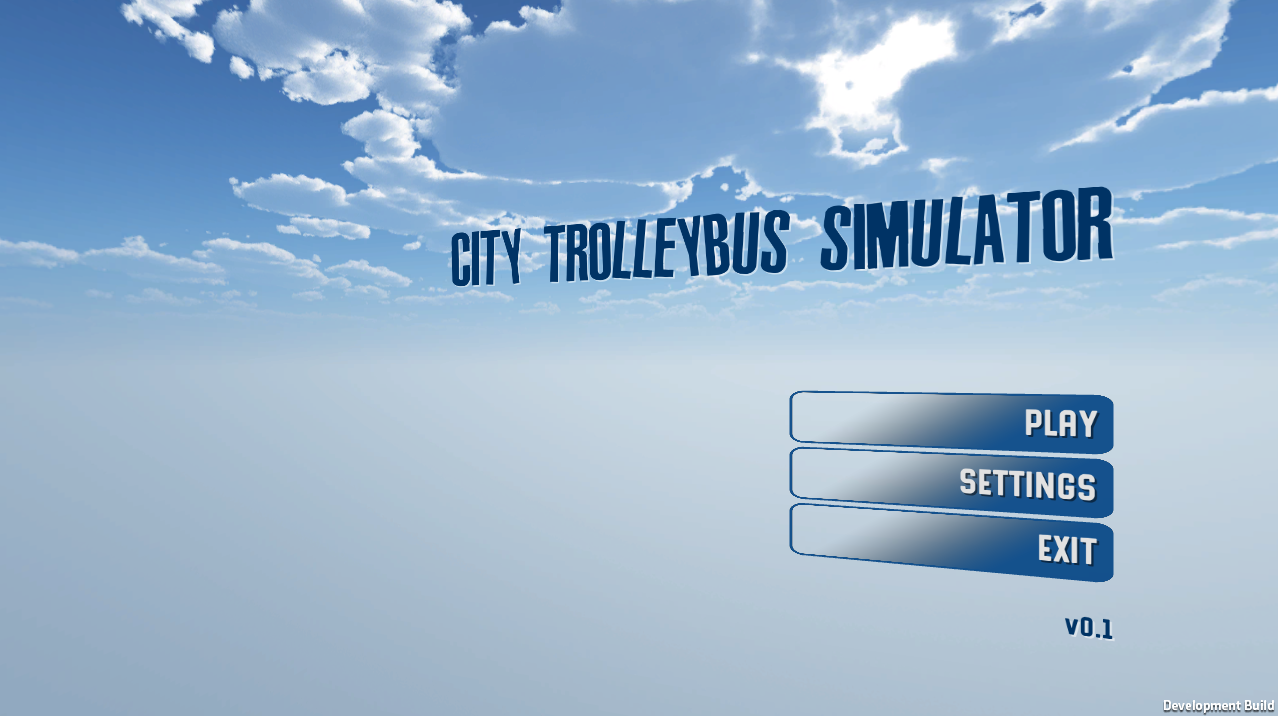 CITY TROLLEYBUS SIMULATOR
PLAY
SETTINGS
EXIT
v0.1
Development Build